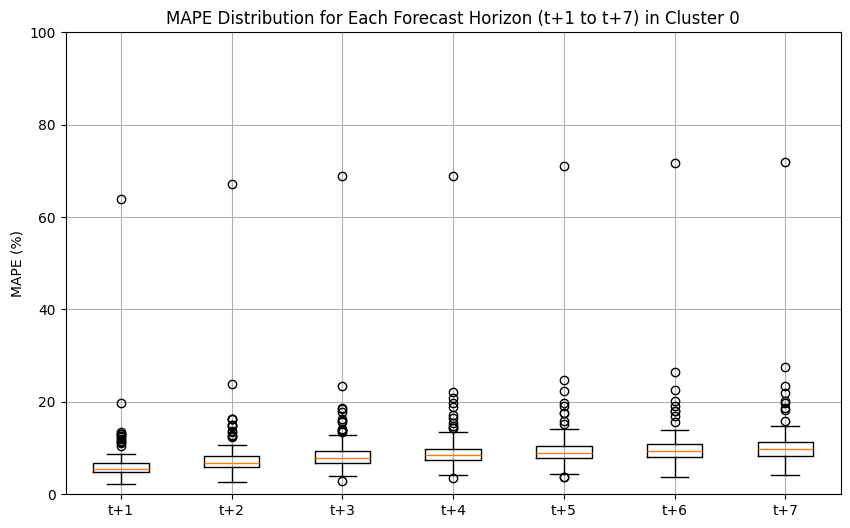 MAPE Distribution for Each Forecast Horizon (t+1 to t+7) in Cluster 0
MAPE (%)
100
80
60
40
20
0
t+1 t+2 t+3 t+4 t+5 t+6 t+7